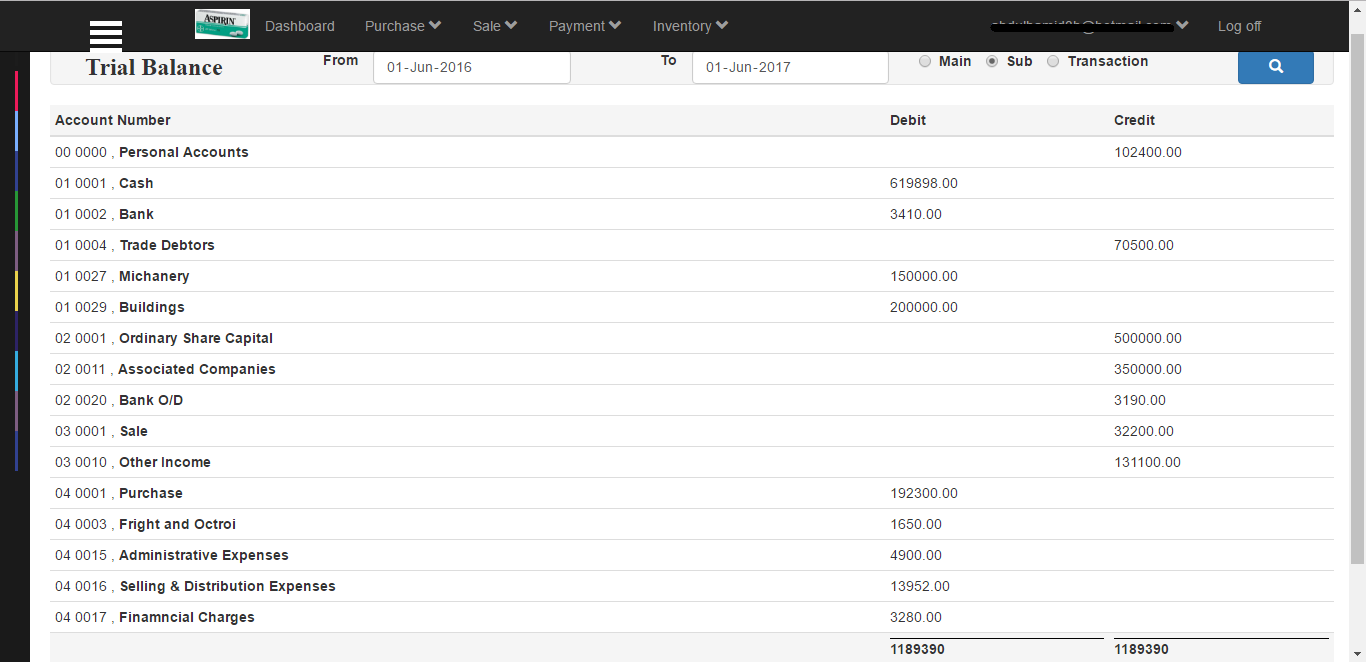 ASPIRIN Dashboard Purchase Sale Payment Inventory Log off
Trial Balance From 01-Jun-2016 To 01-Jun-2017 Main Sub Transaction
Account Number Debit Credit
00 0000 , Personal Accounts 102400.00
01 0001 , Cash 619898.00
01 0002 , Bank 3410.00
01 0004 , Trade Debtors 70500.00
01 0027 , Michanery 150000.00
01 0029 , Buildings 200000.00
02 0001 , Ordinary Share Capital 500000.00
02 0011 , Associated Companies 350000.00
02 0020 , Bank O/D 3190.00
03 0001 , Sale 32200.00
03 0010 , Other Income 131100.00
04 0001 , Purchase 192300.00
04 0003 , Fright and Octroi 1650.00
04 0015 , Administrative Expenses 4900.00
04 0016 , Selling & Distribution Expenses 13952.00
04 0017 , Finamncial Charges 3280.00
1189390 1189390